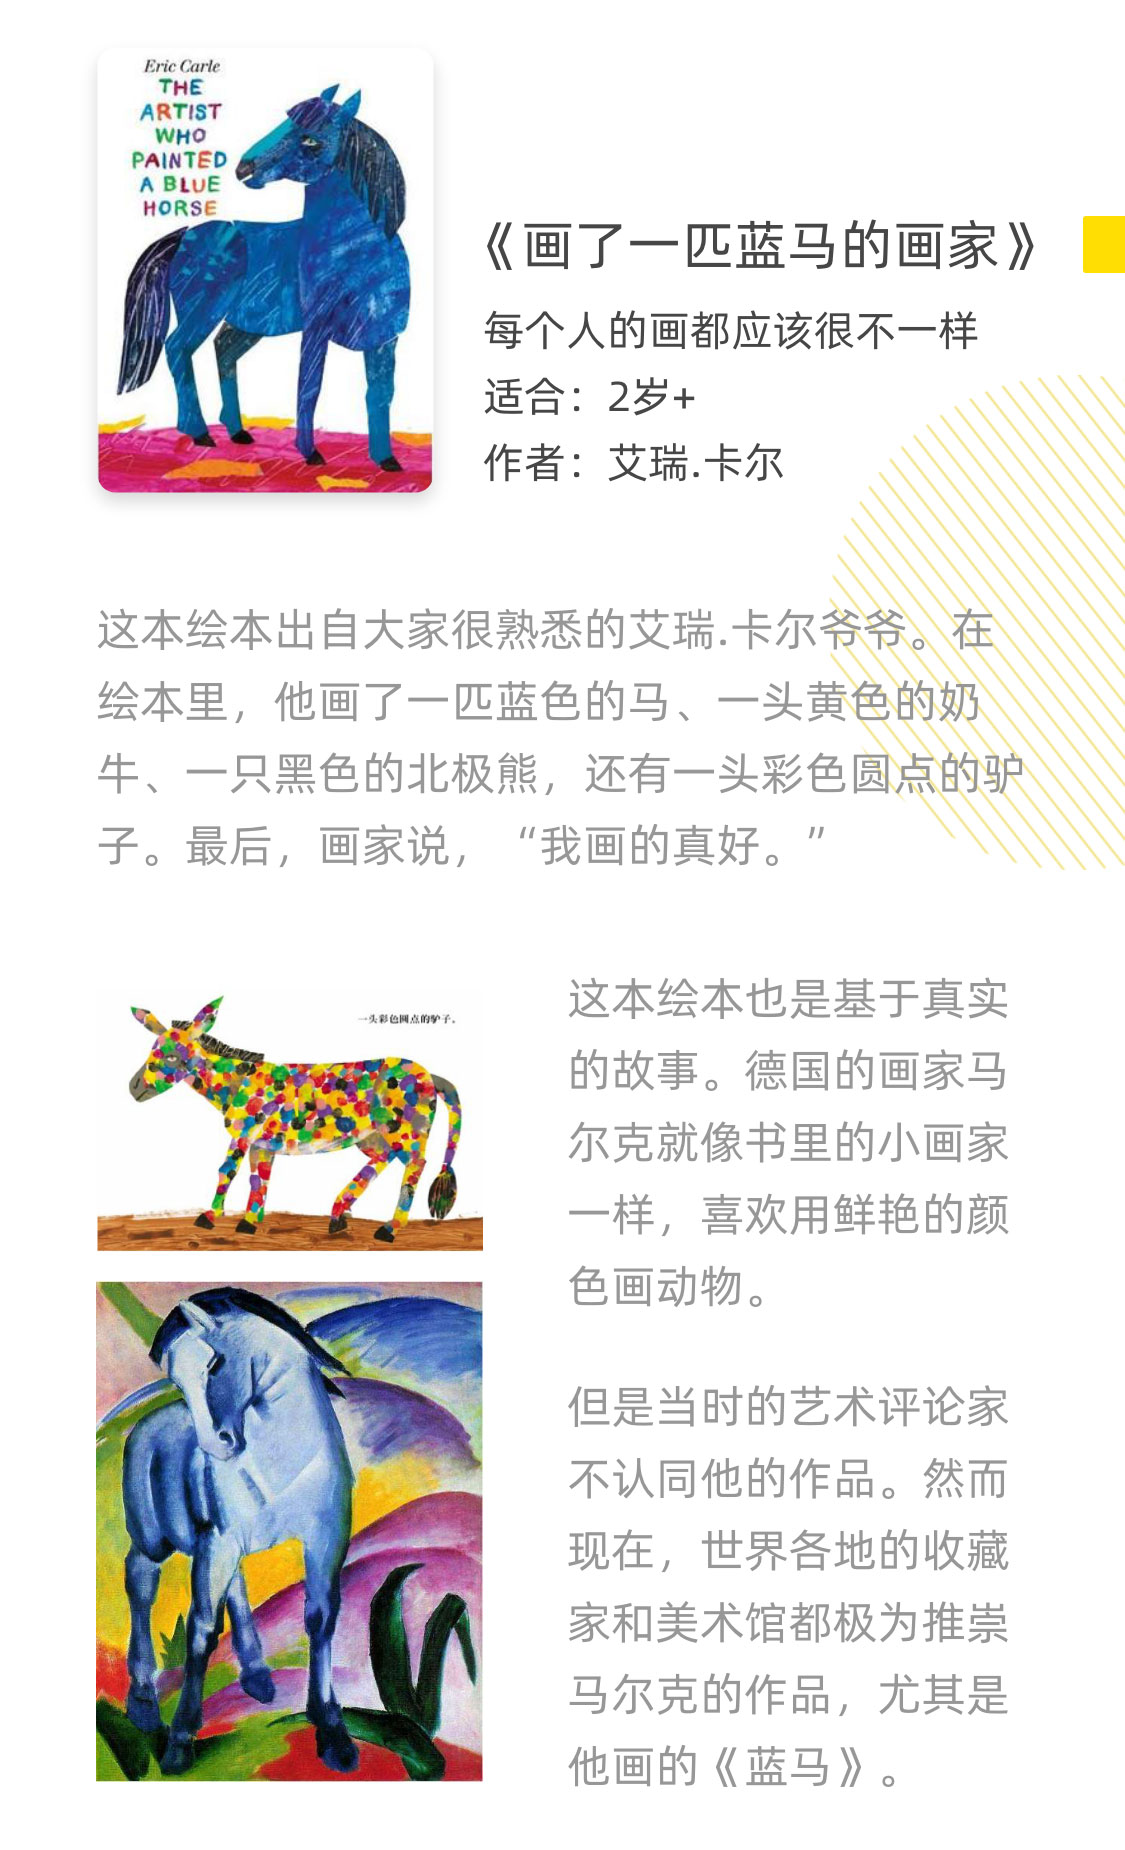 Eric Carle
THE
ARTIST
WHO
PAINTED
A BLUE
HORSE
《画了一匹蓝马的画家》
每个人的画都应该很不一样
适合：2岁+
作者：艾瑞.卡尔
这本绘本出自大家很熟悉的艾瑞.卡尔爷爷。在
绘本里，他画了一匹蓝色的马、一头黄色的奶
牛、一只黑色的北极熊，还有一头彩色圆点的驴
子。最后，画家说，“我画的真好。”
一头彩色圆点的驴子。
这本绘本也是基于真实
的故事。德国的画家马
尔克就像书里的小画家
一样，喜欢用鲜艳的颜
色画动物。
但是当时的艺术评论家
不认同他的作品。然而
现在，世界各地的收藏
家和美术馆都极为推崇
马尔克的作品，尤其是
他画的《蓝马》。